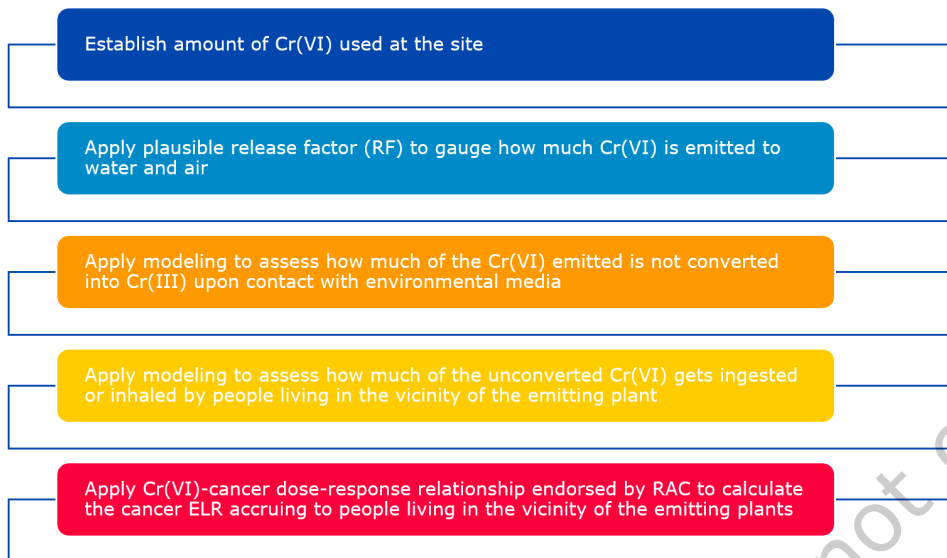 Establish amount of Cr(VI) used at the site
Apply plausible release factor (RF) to gauge how much Cr(VI) is emitted to
water and air
Apply modeling to assess how much of the Cr(VI) emitted is not converted
into Cr(III) upon contact with environmental media
Apply modeling to assess how much of the unconverted Cr(VI) gets ingested
or inhaled by people living in the vicinity of the emitting plant
Apply Cr(VI)-cancer dose-response relationship endorsed by RAC to calculate
the cancer ELR accruing to people living in the vicinity of the emitting plants
not